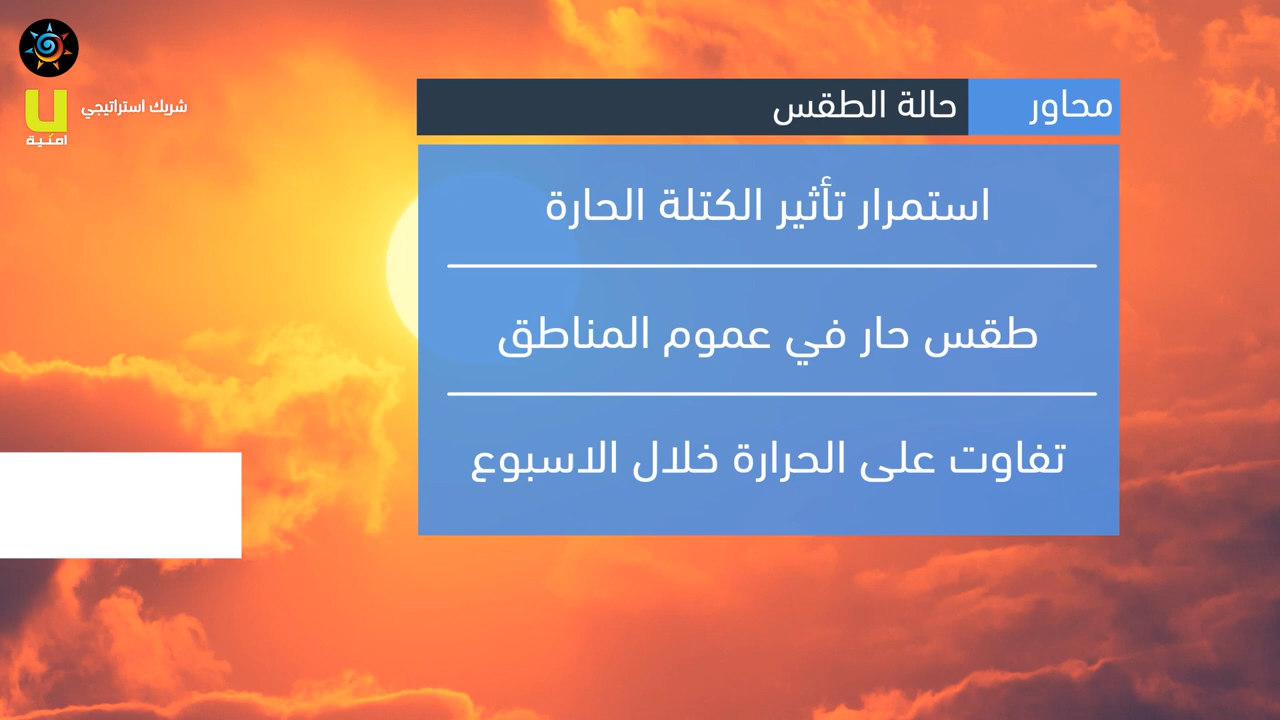 شريك استراتيجي
امنية
محاور
حالة الطقس
استمرار تأثير الكتلة الحارة
طقس حار في عموم المناطق
تفاوت على الحرارة خلال الاسبوع